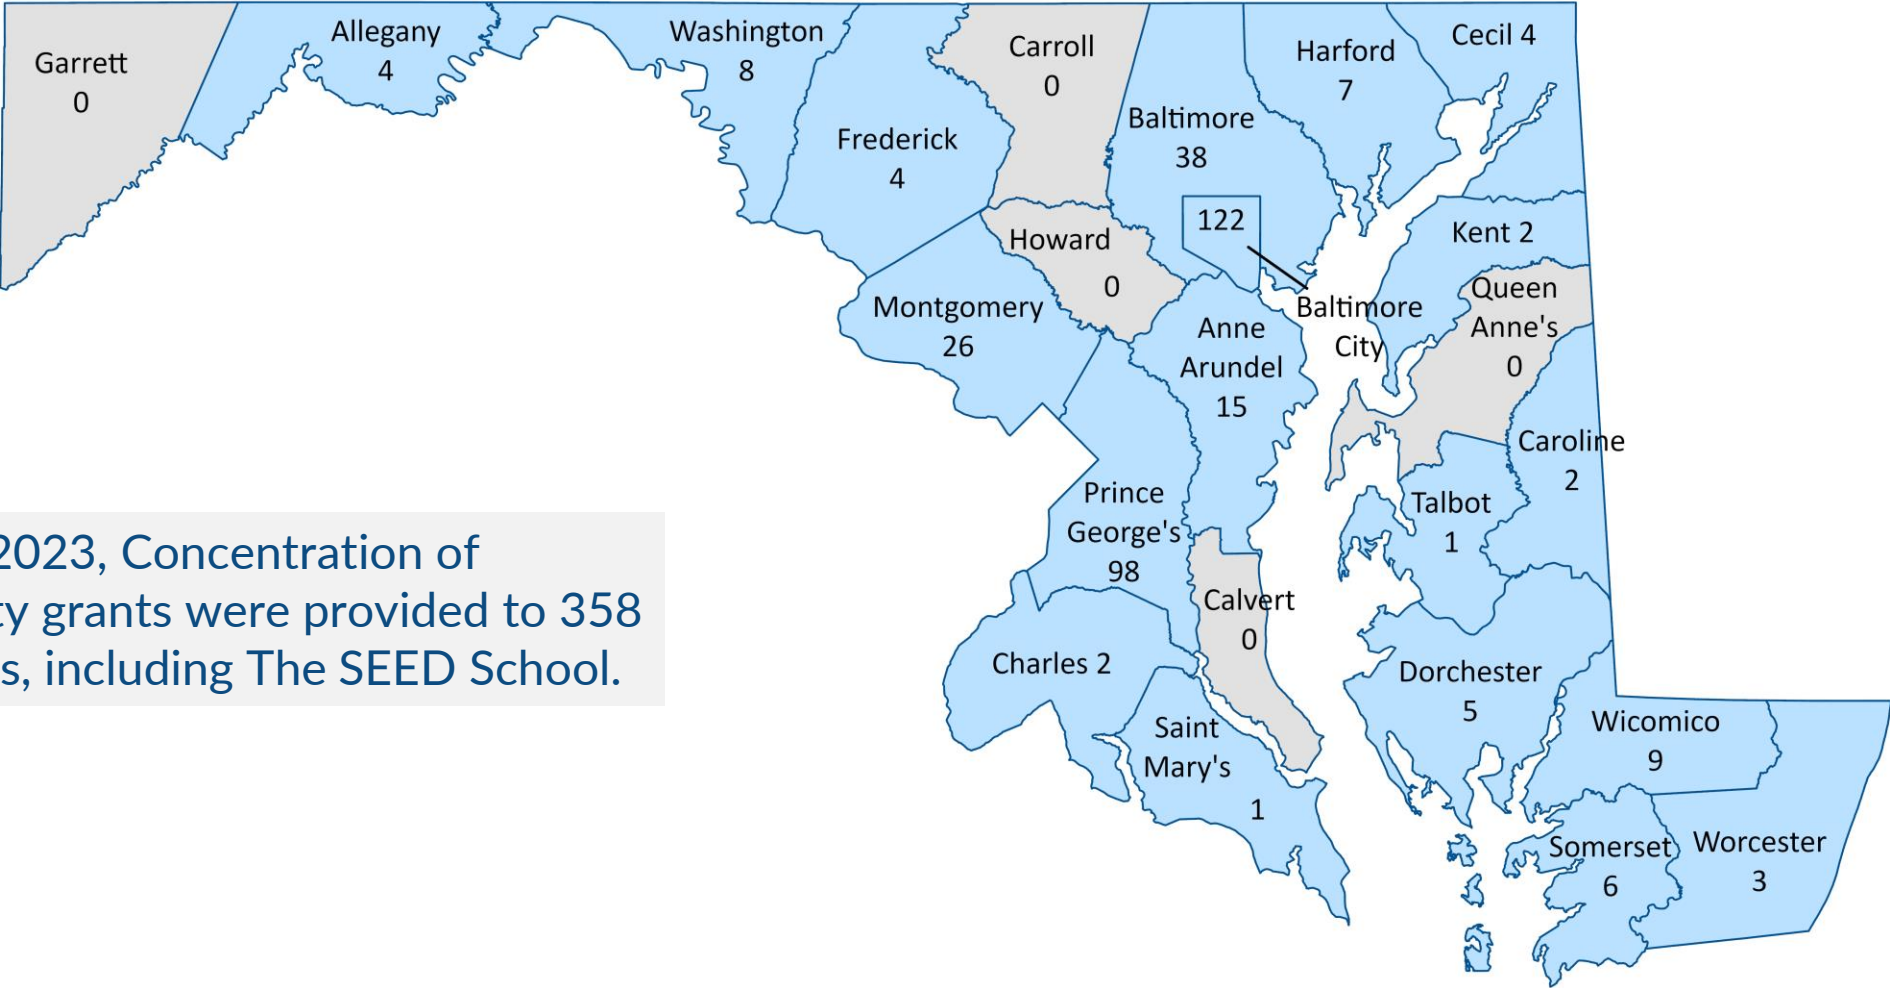 Garrett
0
Allegany
4
Washington
8
Frederick
4
Carroll
0
Baltimore
38
Harford
7
Cecil 4
122
Baltimore
City
Howard
0
Montgomery
26
Anne
Arundel
15
Kent 2
Queen
Anne's
0
Caroline
2
Talbot
1
Prince
George's
98
Calvert
0
Charles 2
Saint
Mary's
1
Dorchester
5
Wicomico
9
Somerset
6
Worcester
3
2023, Concentration of
ty grants were provided to 358
s, including The SEED School.